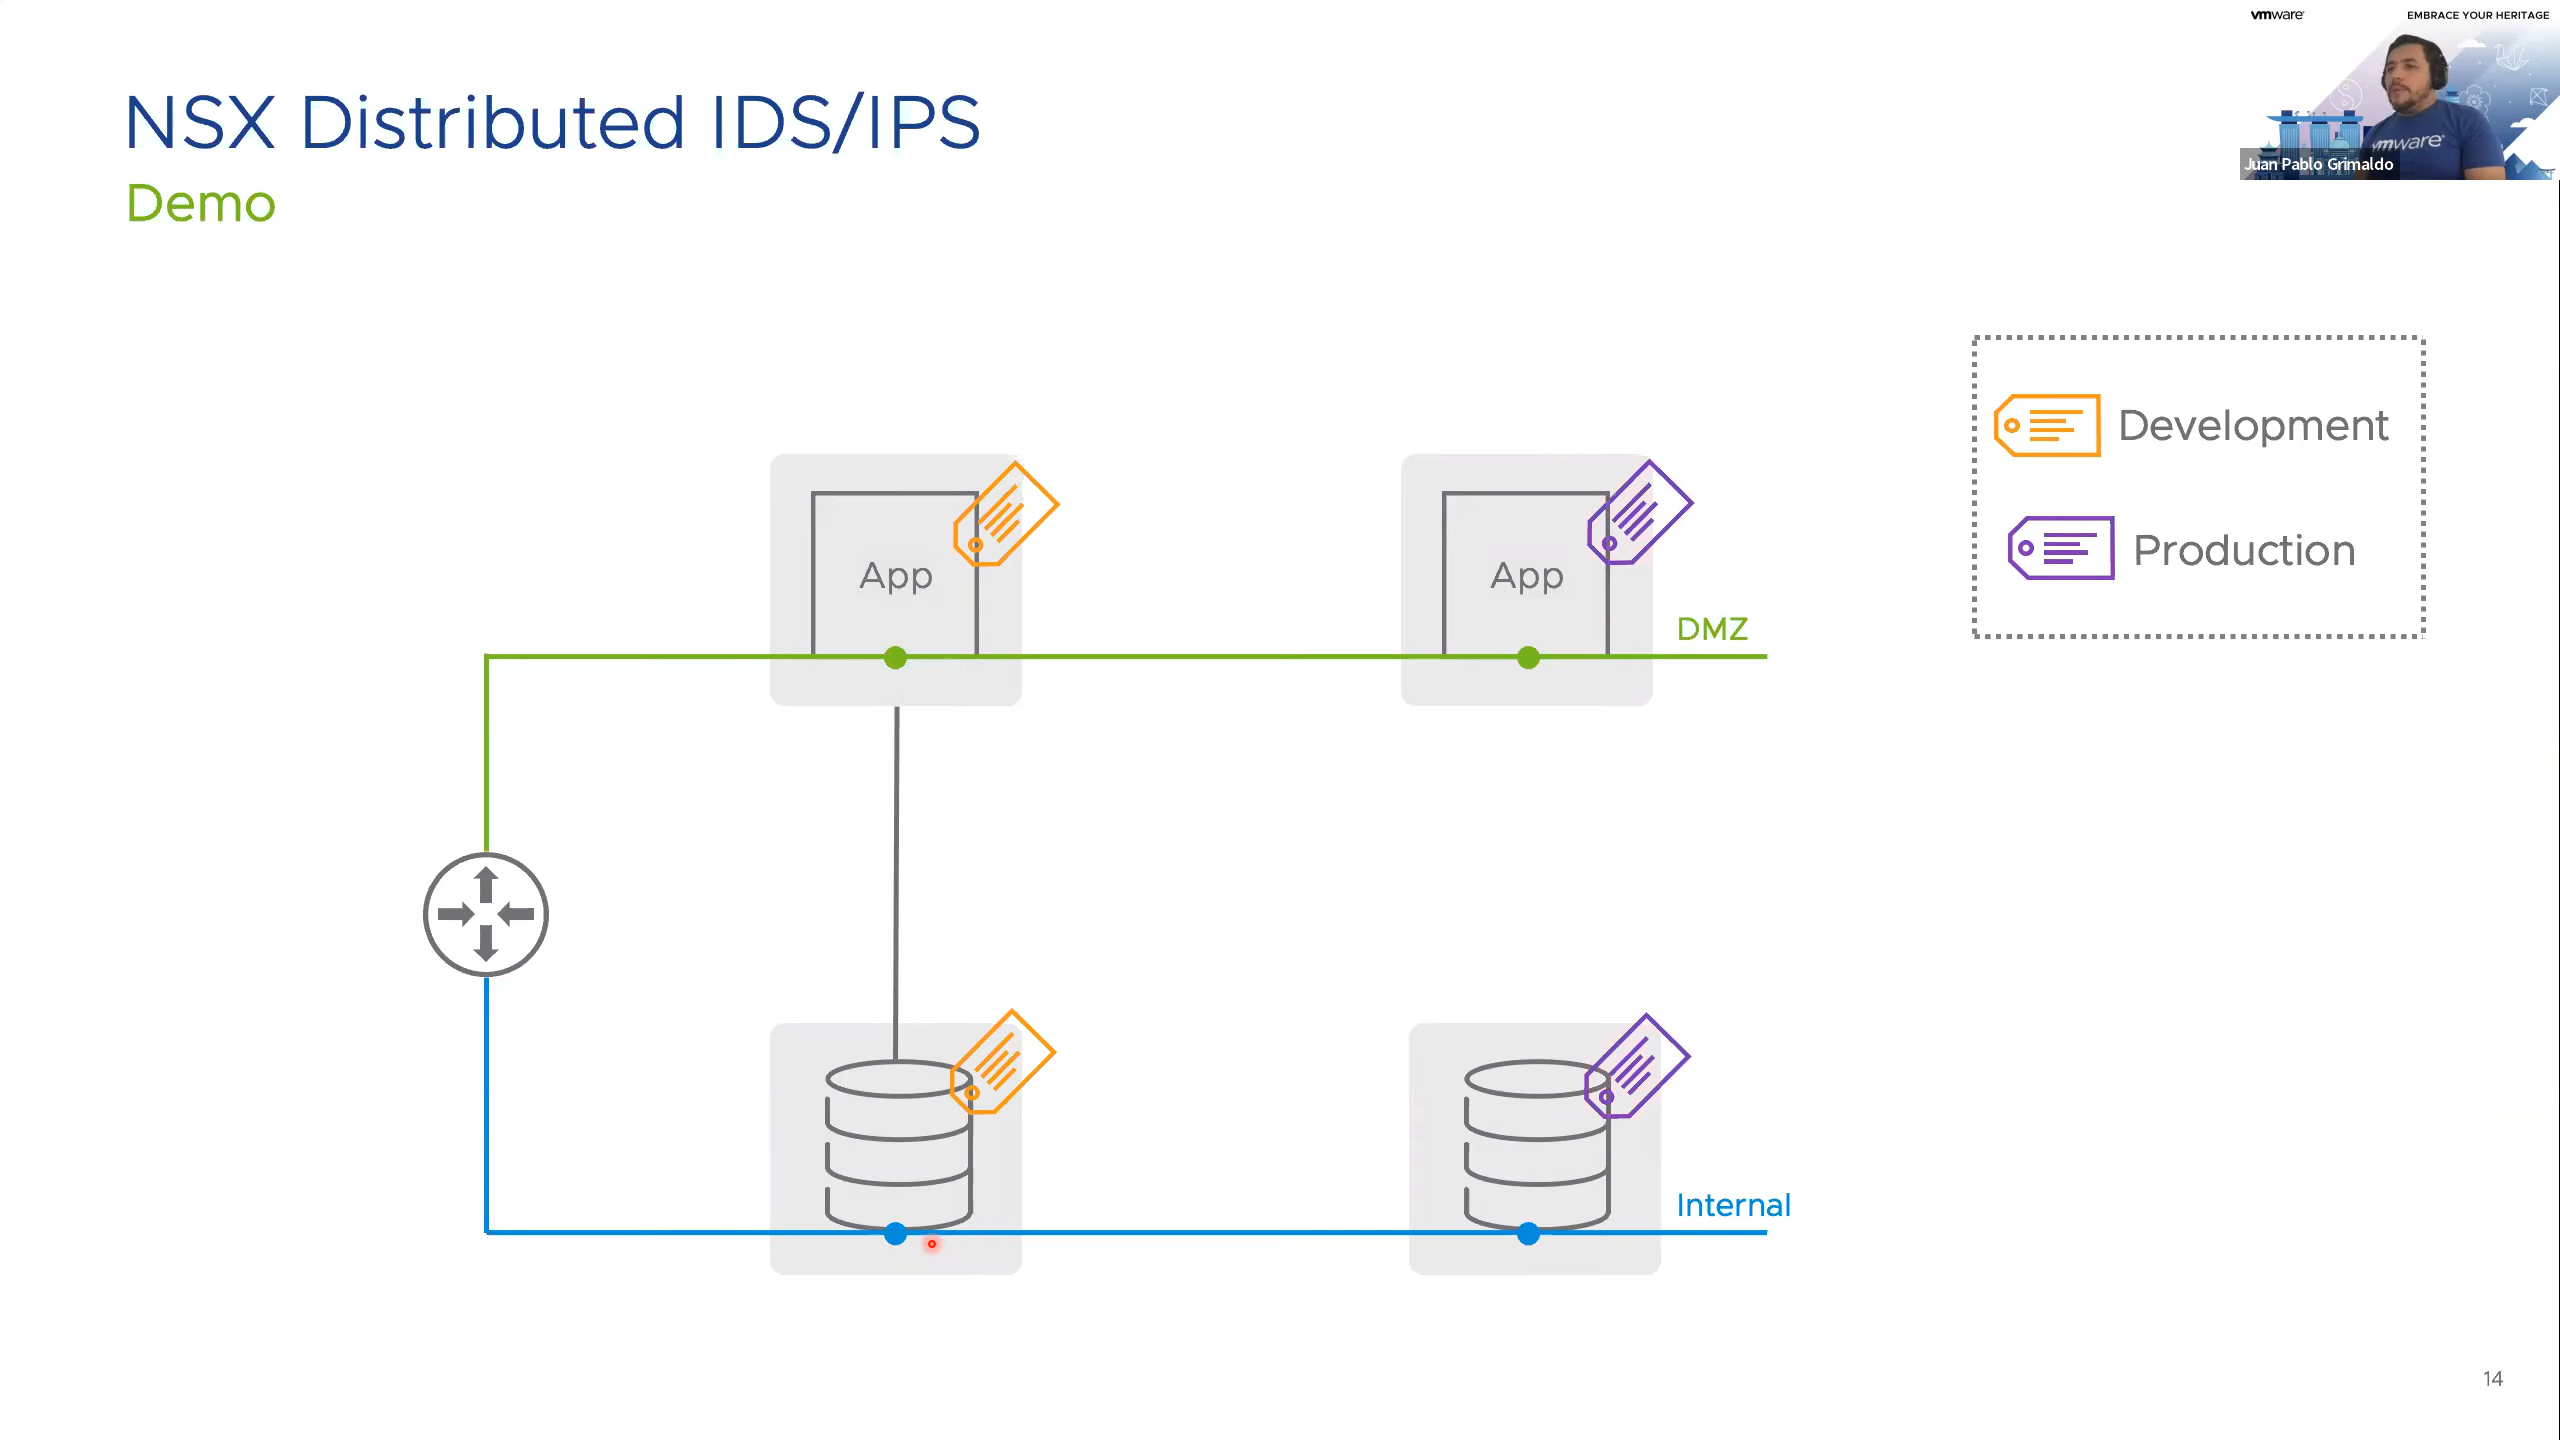 vmware
EMBRACE YOUR HERITAGE
NSX Distributed IDS/IPS
Demo
vmware
Juan Pablo Grimaldo
Development
Production
App
App
DMZ
Internal
14